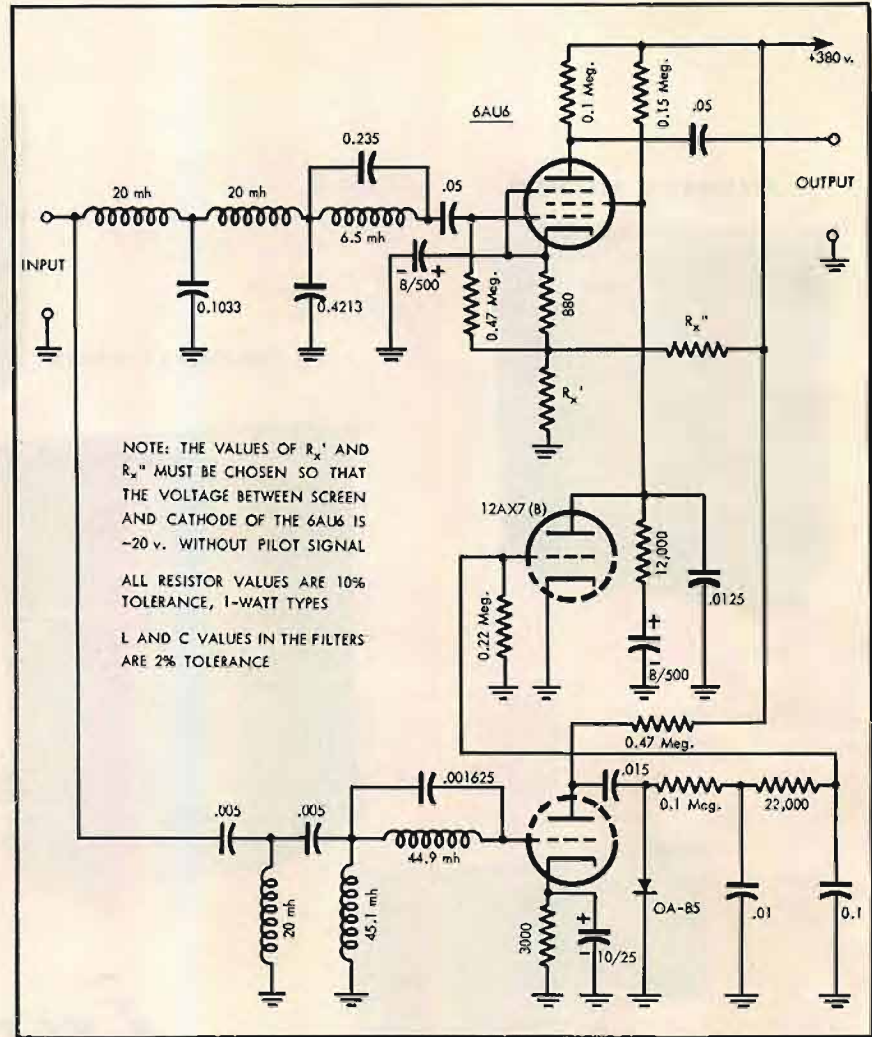 +380 v.
0.1 Meg.
0.15 Meg.
6AU6
.05
0.235
20 mh
20 mh
.05
OUTPUT
6.5 mh
INPUT
8/500
0.47 Meg.
880
0.1033
0.4213
Rx"
Rx'
NOTE: THE VALUES OF Rx' AND
Rx" MUST BE CHOSEN SO THAT
THE VOLTAGE BETWEEN SCREEN
AND CATHODE OF THE 6AU6 IS
~20 v. WITHOUT PILOT SIGNAL
ALL RESISTOR VALUES ARE 10%
TOLERANCE, 1-WATT TYPES
L AND C VALUES IN THE FILTERS
ARE 2% TOLERANCE
12AX7 (B)
12,000
.0125
0.22 Meg.
8/500
0.47 Meg.
.001625
.015
.005
.005
0.1 Meg.
22,000
44.9 mh
20 mh
45.1 mh
OA-85
.01
0.1
3000
10/25